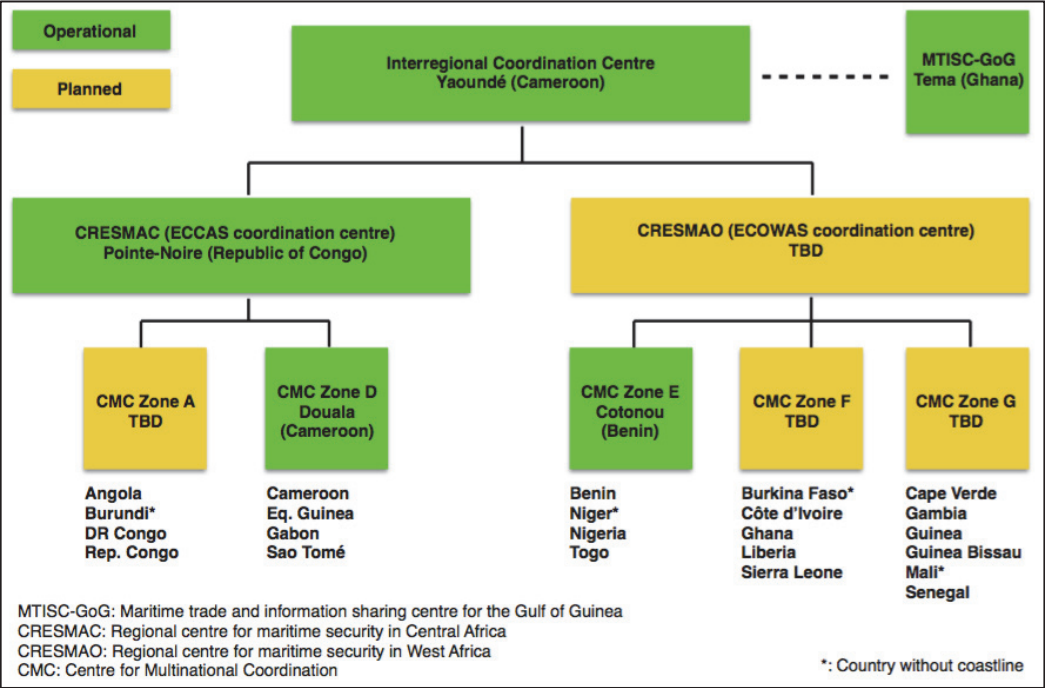 Operational
Planned
Interregional Coordination Centre
Yaoundé (Cameroon)
MTISC-GoG
Tema (Ghana)
CRESMAC (ECCAS coordination centre)
Pointe-Noire (Republic of Congo)
CRESMAO (ECOWAS coordination centre)
TBD
CMC Zone A
TBD
CMC Zone D
Douala
(Cameroon)
CMC Zone E
Cotonou
(Benin)
CMC Zone F
TBD
CMC Zone G
TBD
Angola
Burundi*
DR Congo
Rep. Congo
Cameroon
Eq. Guinea
Gabon
Sao Tomé
Benin
Niger*
Nigeria
Togo
Burkina Faso*
Côte d'Ivoire
Ghana
Liberia
Sierra Leone
Cape Verde
Gambia
Guinea
Guinea Bissau
Mali*
Senegal
MTISC-GoG: Maritime trade and information sharing centre for the Gulf of Guinea
CRESMAC: Regional centre for maritime security in Central Africa
CRESMAO: Regional centre for maritime security in West Africa
CMC: Centre for Multinational Coordination
*: Country without coastline